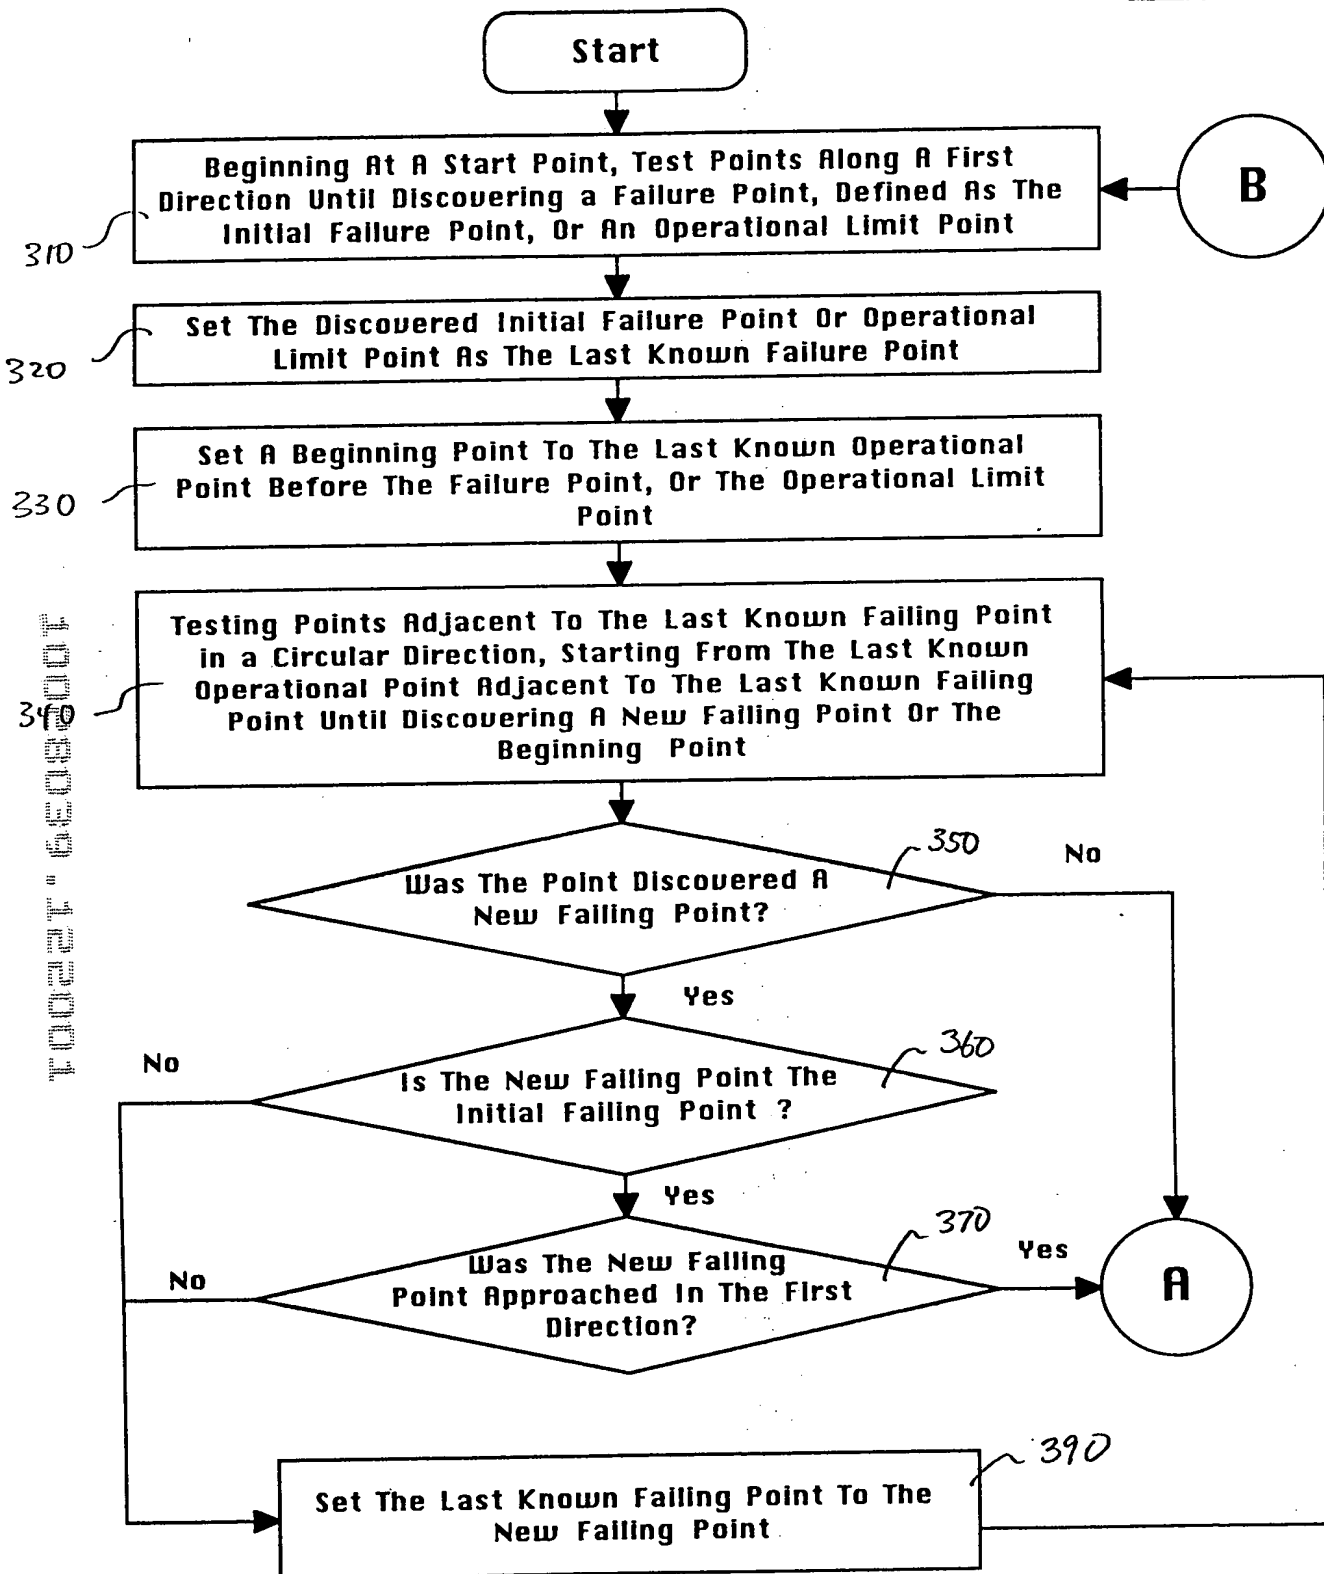 Start
Beginning At A Start Point, Test Points Along A First
Direction Until Discovering a Failure Point, Defined As The
Initial Failure Point, Or An Operational Limit Point
B
310
Set The Discovered Initial Failure Point Or Operational
Limit Point As The Last Known Failure Point
320
Set A Beginning Point To The Last Known Operational
Point Before The Failure Point, Or The Operational Limit
Point
330
Testing Points Adjacent To The Last Known Failing Point
in a Circular Direction, Starting From The Last Known
Operational Point Adjacent To The Last Known Failing
Point Until Discovering A New Failing Point Or The
Beginning Point
340
10028039.122001
350
No
Was The Point Discovered A
New Failing Point?
Yes
360
No
Is The New Failing Point The
Initial Failing Point ?
Yes
370
Yes
No
Was The New Failing
Point Approached In The First
Direction?
A
390
Set The Last Known Failing Point To The
New Failing Point